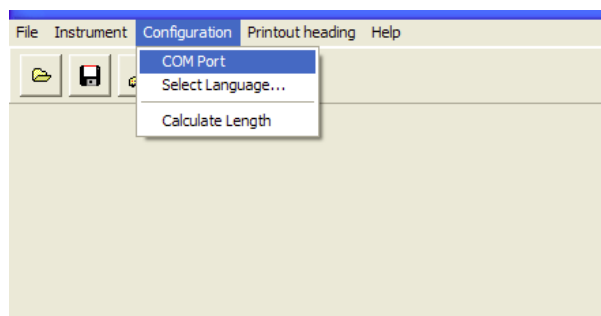 File Instrument Configuration Printout heading Help
COM Port
Select Language...
Calculate Length